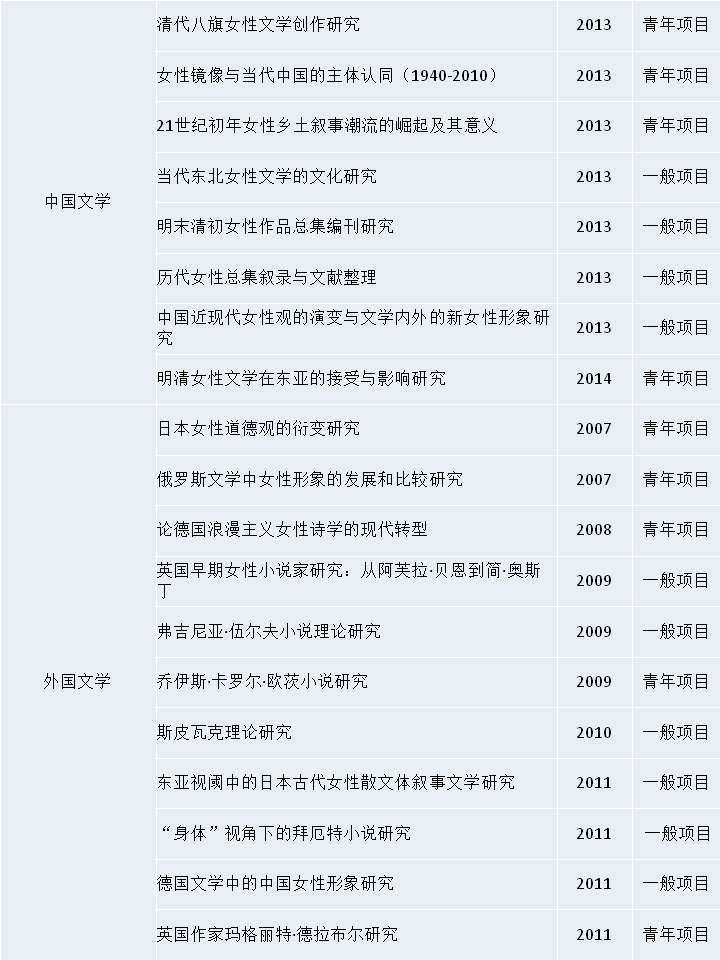 清代八旗女性文学创作研究 2013 青年项目
女性镜像与当代中国的主体认同（1940-2010） 2013 青年项目
21世纪初年女性乡土叙事潮流的崛起及其意义 2013 青年项目
当代东北女性文学的文化研究 2013 一般项目
中国文学
明末清初女性作品总集编刊研究 2013 一般项目
历代女性总集叙录与文献整理 2013 一般项目
中国近现代女性观的演变与文学内外的新女性形象研
究 2013 一般项目
明清女性文学在东亚的接受与影响研究 2014 青年项目
日本女性道德观的衍变研究 2007 青年项目
俄罗斯文学中女性形象的发展和比较研究 2007 青年项目
论德国浪漫主义女性诗学的现代转型 2008 青年项目
英国早期女性小说家研究：从阿芙拉·贝恩到简·奥斯
丁 2009 一般项目
弗吉尼亚·伍尔夫小说理论研究 2009 一般项目
外国文学
乔伊斯·卡罗尔·欧茨小说研究 2009 青年项目
斯皮瓦克理论研究 2010 一般项目
东亚视阈中的日本古代女性散文体叙事文学研究 2011 一般项目
“身体”视角下的拜厄特小说研究 2011 一般项目
德国文学中的中国女性形象研究 2011 一般项目
英国作家玛格丽特·德拉布尔研究 2011 青年项目